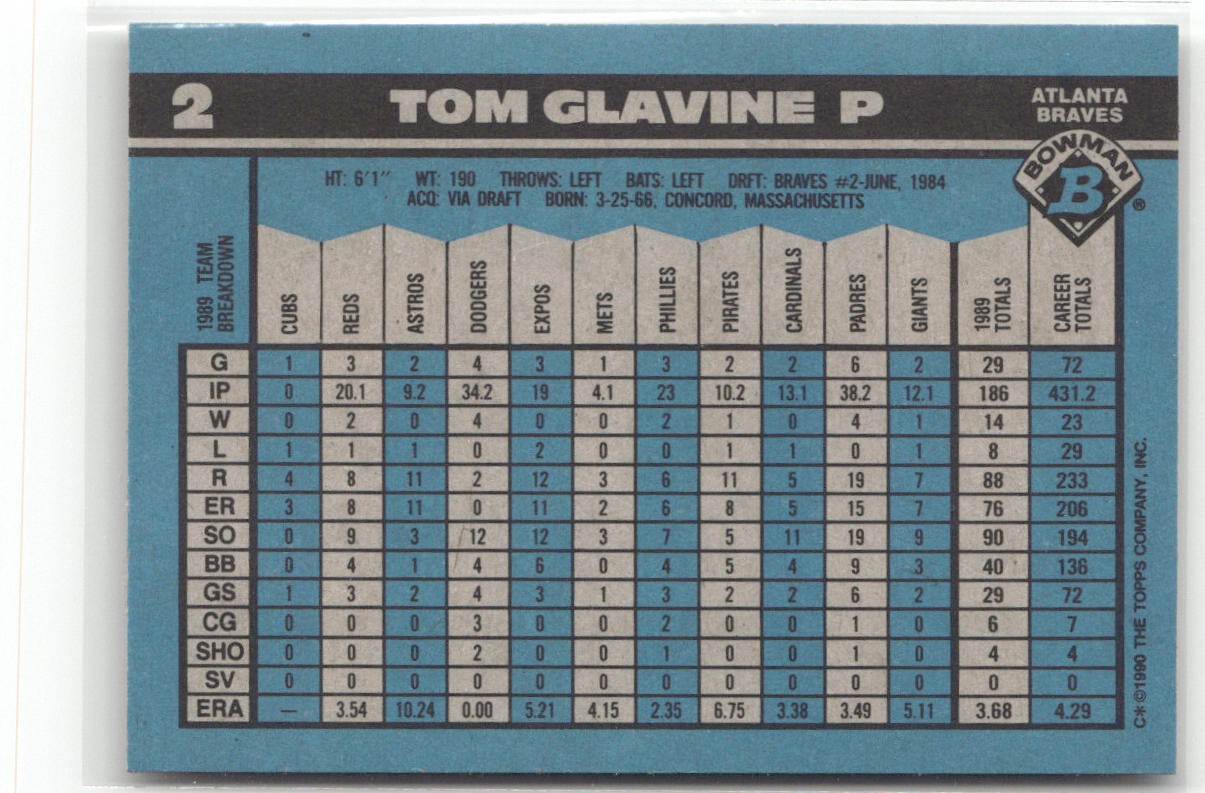 2 TOM GLAVINE P ATLANTA BRAVES
BOWMAN
B ®
HT: 6'1" WT: 190 THROWS: LEFT BATS: LEFT DRFT: BRAVES #2-JUNE, 1984
ACQ: VIA DRAFT BORN: 3-25-66, CONCORD, MASSACHUSETTS
1989 TEAM BREAKDOWN CUBS REDS ASTROS DODGERS EXPOS METS PHILLIES PIRATES CARDINALS PADRES GIANTS 1989 TOTALS CAREER TOTALS
G 1 3 2 4 3 1 3 2 2 6 2 29 72
IP 0 20.1 9.2 34.2 19 4.1 23 10.2 13.1 38.2 12.1 186 431.2
W 0 2 0 4 0 0 2 1 0 4 1 14 23
L 1 1 1 0 2 0 0 1 1 0 1 8 29
R 4 8 11 2 12 3 6 11 5 19 7 88 233
ER 3 8 11 0 11 2 6 8 5 15 7 76 206
SO 0 9 3 12 12 3 7 5 11 19 9 90 194
BB 0 4 1 4 6 0 4 5 4 9 3 40 136
GS 1 3 2 4 3 1 3 2 2 6 2 29 72
CG 0 0 0 3 0 0 2 0 0 1 0 6 7
SHO 0 0 0 2 0 0 1 0 0 1 0 4 4
SV 0 0 0 0 0 0 0 0 0 0 0 0 0
ERA — 3.54 10.24 0.00 5.21 4.15 2.35 6.75 3.38 3.49 5.11 3.68 4.29
C* ©1990 THE TOPPS COMPANY, INC.